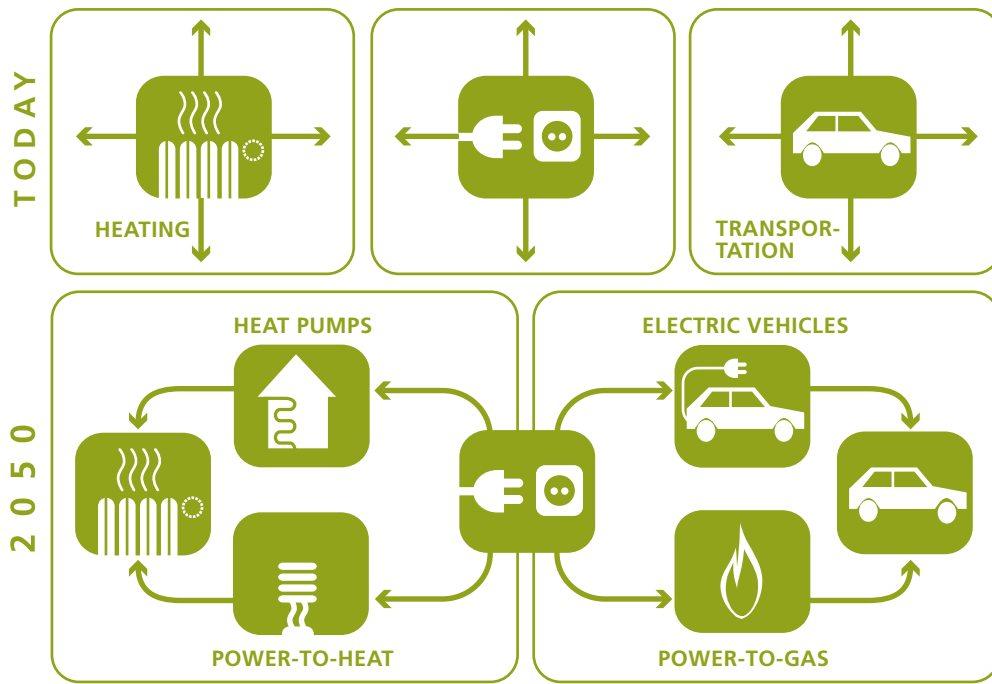 TODAY
HEATING
TRANSPOR-
TATION
2050
HEAT PUMPS
ELECTRIC VEHICLES
POWER-TO-HEAT
POWER-TO-GAS